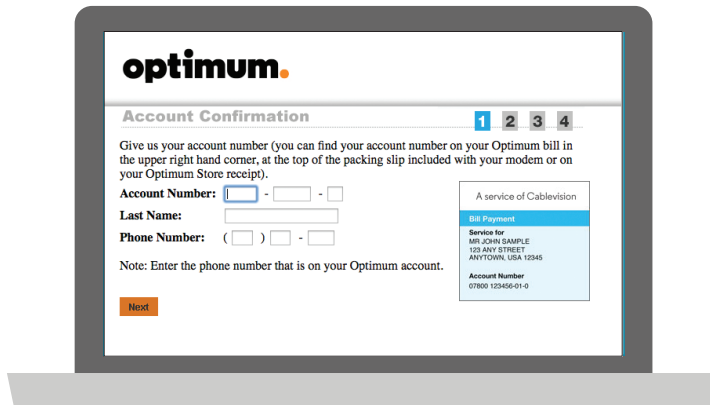 optimum.
Account Confirmation
1 2 3 4
Give us your account number (you can find your account number on your Optimum bill in
the upper right hand corner, at the top of the packing slip included with your modem or on
your Optimum Store receipt).
Account Number: - -
Last Name:
Phone Number: ( ) -
Note: Enter the phone number that is on your Optimum account.
Next
A service of Cablevision
Bill Payment
Service for
MR JOHN SAMPLE
123 ANY STREET
ANYTOWN, USA 12345
Account Number
07800 123456-01-0